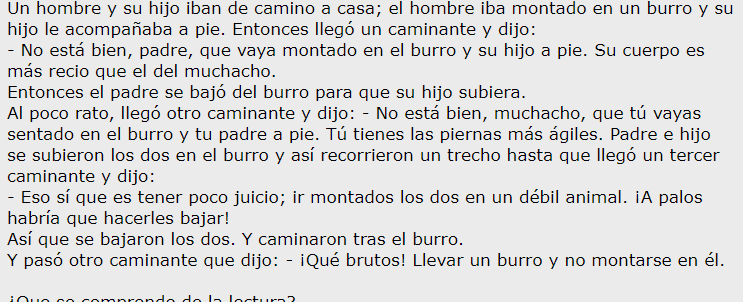 Un hombre y su hijo iban de camino a casa; el hombre iba montado en un burro y su
hijo le acompañaba a pie. Entonces llegó un caminante y dijo:
- No está bien, padre, que vaya montado en el burro y su hijo a pie. Su cuerpo es
más recio que el del muchacho.
Entonces el padre se bajó del burro para que su hijo subiera.
Al poco rato, llegó otro caminante y dijo: - No está bien, muchacho, que tú vayas
sentado en el burro y tu padre a pie. Tú tienes las piernas más ágiles. Padre e hijo
se subieron los dos en el burro y así recorrieron un trecho hasta que llegó un tercer
caminante y dijo:
- Eso sí que es tener poco juicio; ir montados los dos en un débil animal. ¡A palos
habría que hacerles bajar!
Así que se bajaron los dos. Y caminaron tras el burro.
Y pasó otro caminante que dijo: - ¡Qué brutos! Llevar un burro y no montarse en él.
¿Que se comprende de la lectura?